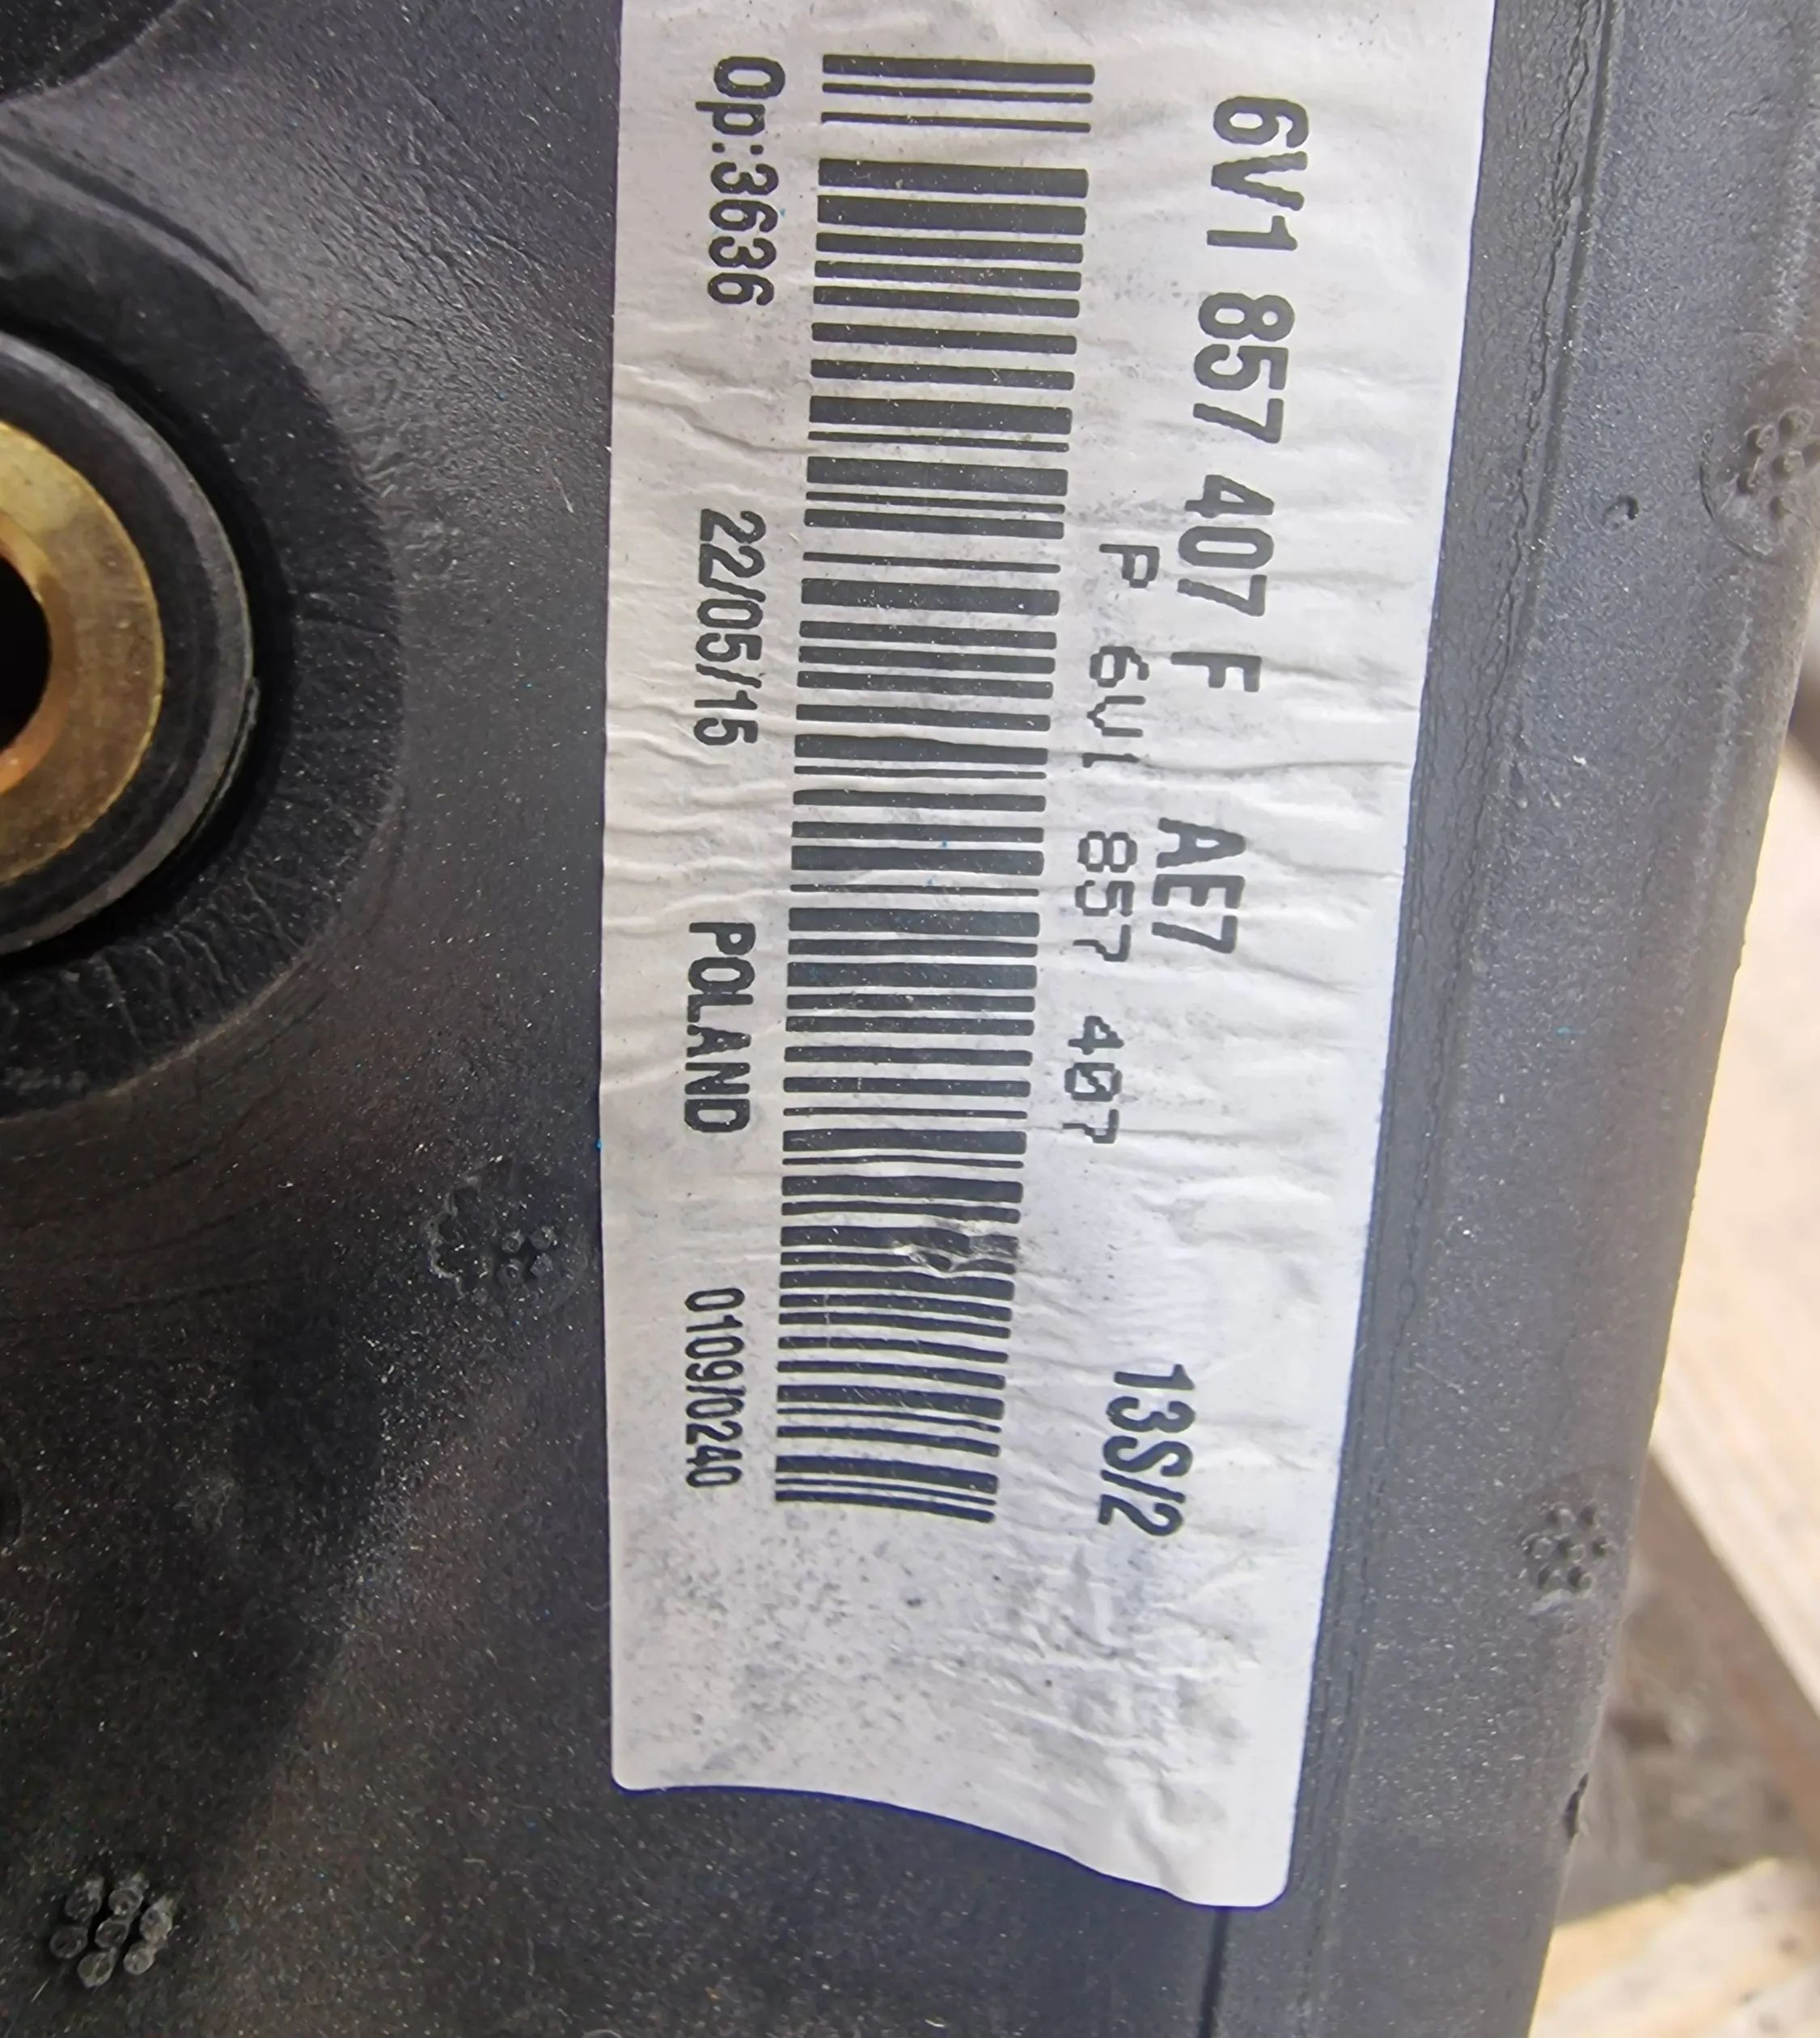 6V1 857 407 F AE7 13S/2
P 6V1 857 407
Op:3636 22/05/15 POLAND 0109/0240